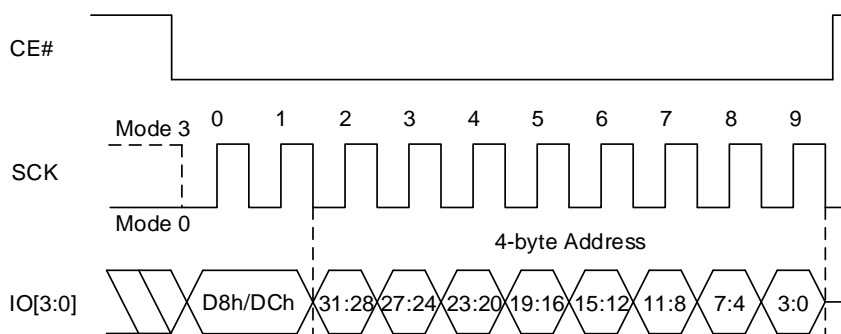 CE#
Mode 3 0 1 2 3 4 5 6 7 8 9
SCK
Mode 0
4-byte Address
IO[3:0] D8h/DCh 31:28 27:24 23:20 19:16 15:12 11:8 7:4 3:0